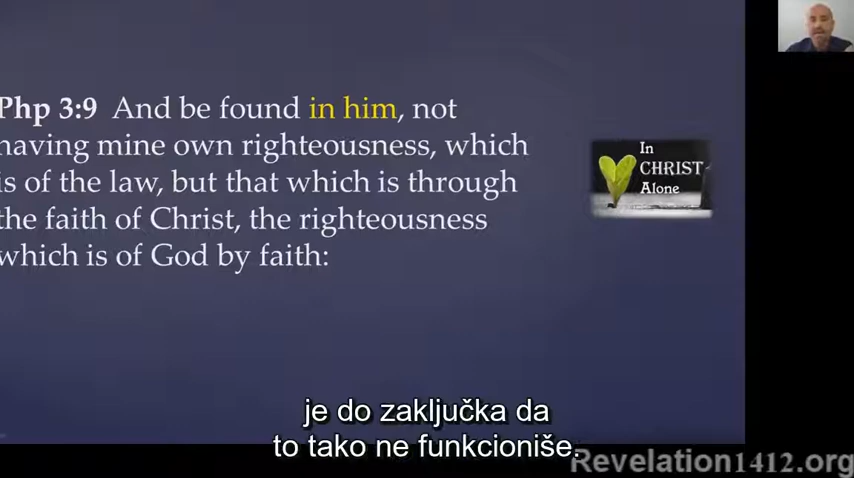 Php 3:9 And be found in him, not
having mine own righteousness, which
is of the law, but that which is through
the faith of Christ, the righteousness
which is of God by faith:
In
CHRIST
Alone
je do zaključka da
to tako ne funkcioniše.
Revelation1412.org